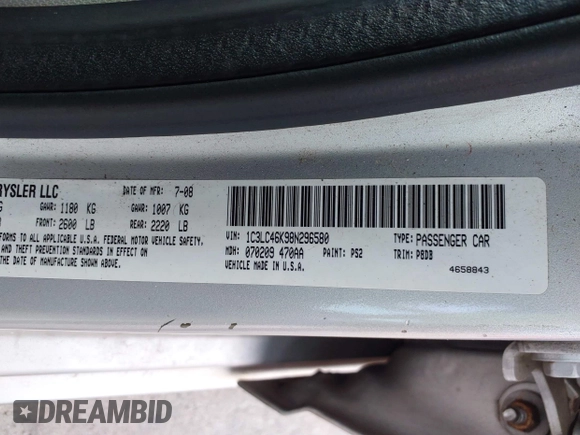 RYSLER LLC DATE OF MFR: 7-08
G GAWR: 1180 KG GAWR: 1007 KG
FRONT: 2600 LB REAR: 2220 LB
FORMS TO ALL APPLICABLE U.S.A. FEDERAL MOTOR VEHICLE SAFETY,
AND THEFT PREVENTION STANDARDS IN EFFECT ON
DATE OF MANUFACTURE SHOWN ABOVE.
VIN: 1C3LC46K98N296580 TYPE: PASSENGER CAR
MDH: 070209 470AA PAINT: PS2 TRIM: P8DB
VEHICLE MADE IN U.S.A.
4658843
DREAMBID